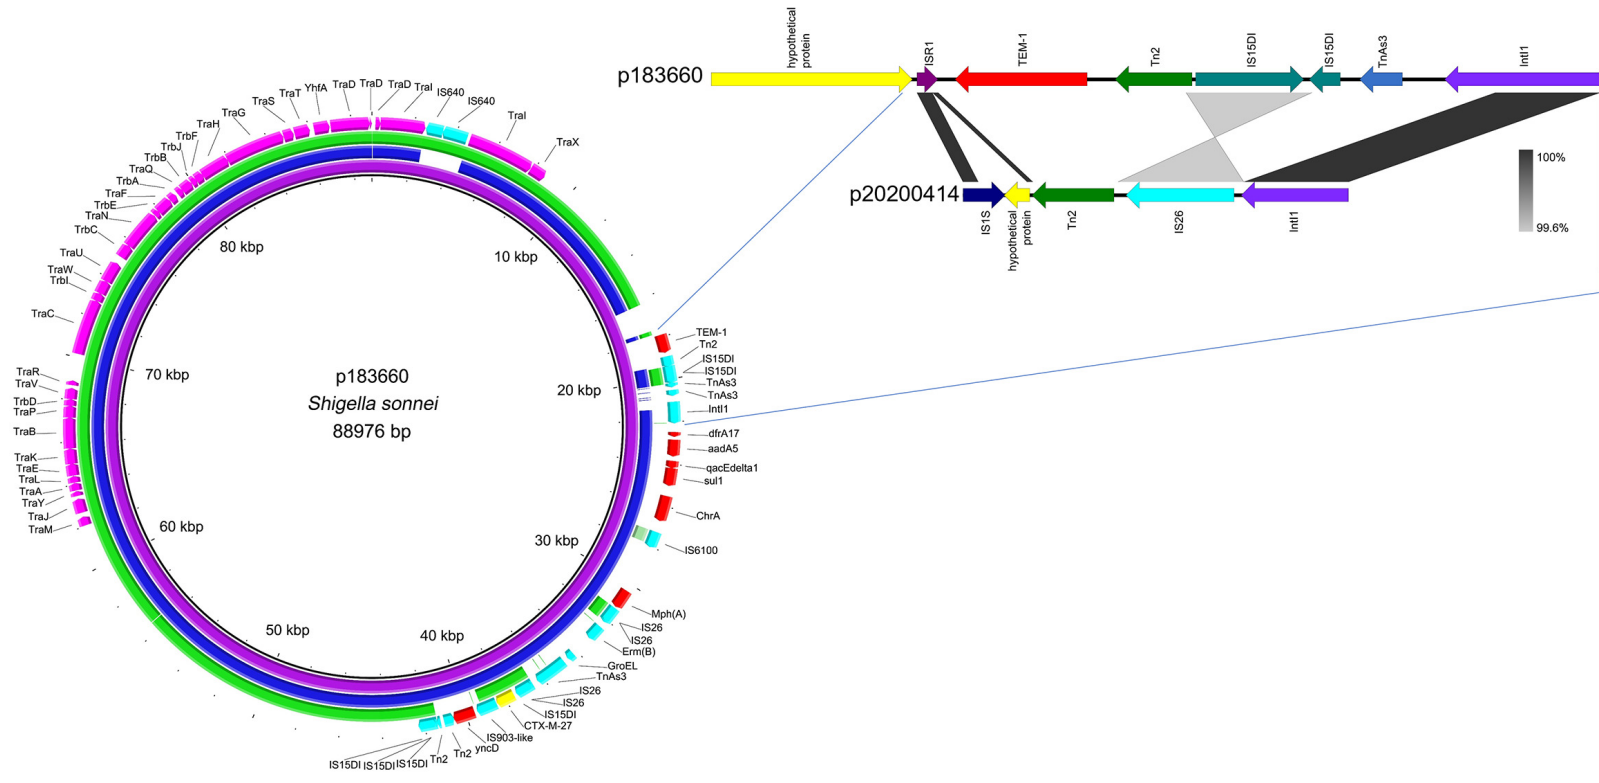 hypothetical
protein
ISR1
TEM-1
Tn2
IS15DI
IS15DI
TnAs3
IntI1
p183660
p20200414
IS1S
hypothetical
protein
Tn2
IS26
IntI1
100%
99.6%
TraM
TraJ
TraY
TraA
TraL
TraE
TraK
TraB
TraP
TrbD
TraV
TraR
TraC
TrbI
TraW
TraU
TrbC
TraN
TrbE
TraF
TrbA
TraQ
TrbB
TrbJ
TrbF
TraH
TraG
TraS
TraT
YhfA
TraD
TraD
TraD
TraI
IS640
IS640
TraI
TraX
TEM-1
Tn2
IS15DI
IS15DI
TnAs3
TnAs3
IntI1
dfrA17
aadA5
qacEdelta1
sul1
ChrA
IS6100
Mph(A)
IS26
IS26
Erm(B)
GroEL
TnAs3
IS26
IS26
IS15DI
CTX-M-27
IS903-like
yncD
Tn2
Tn2
IS15DI
IS15DI
IS15DI
10 kbp
20 kbp
30 kbp
40 kbp
50 kbp
60 kbp
70 kbp
80 kbp
p183660
Shigella sonnei
88976 bp